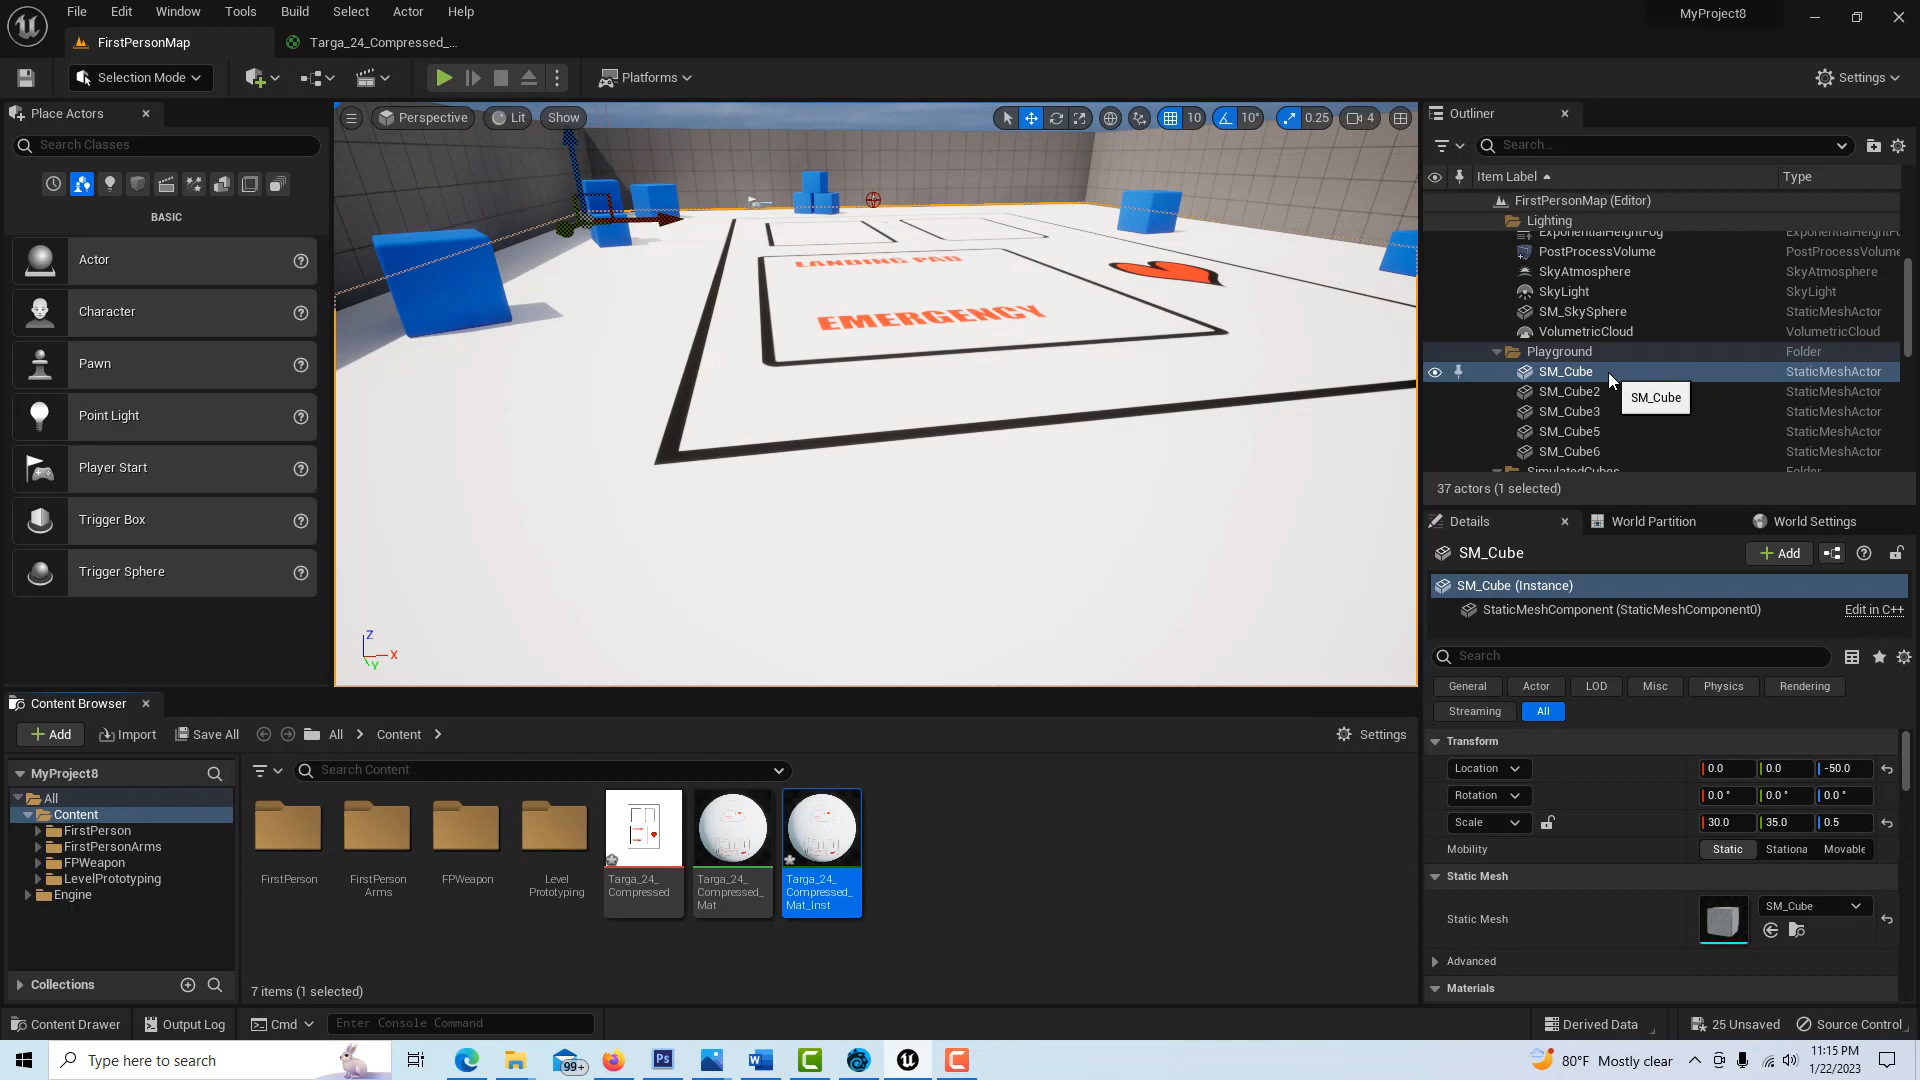 File Edit Window Tools Build Select Actor Help
MyProject8
FirstPersonMap
Targa_24_Compressed_...
Selection Mode
Platforms
Settings
Place Actors
Search Classes
BASIC
Actor
Character
Pawn
Point Light
Player Start
Trigger Box
Trigger Sphere
Perspective
Lit
Show
10
10°
0.25
4
LANDING PAD
EMERGENCY
Z
X
Y
Outliner
Search...
Item Label
Type
FirstPersonMap (Editor)
Lighting
ExponentialHeightFog
PostProcessVolume PostProcessVolume
SkyAtmosphere SkyAtmosphere
SkyLight SkyLight
SM_SkySphere StaticMeshActor
VolumetricCloud VolumetricCloud
Playground Folder
SM_Cube StaticMeshActor
SM_Cube2 StaticMeshActor
SM_Cube
SM_Cube3 StaticMeshActor
SM_Cube5 StaticMeshActor
SM_Cube6 StaticMeshActor
SimulatedCubes Folder
37 actors (1 selected)
Details
World Partition
World Settings
SM_Cube
Add
SM_Cube (Instance)
StaticMeshComponent (StaticMeshComponent0)
Edit in C++
Search
General Actor LOD Misc Physics Rendering
Streaming All
Transform
Location 0.0 0.0 -50.0
Rotation 0.0 ° 0.0 ° 0.0 °
Scale 30.0 35.0 0.5
Mobility Static Stationa Movable
Static Mesh
Static Mesh
SM_Cube
Advanced
Materials
Content Browser
Add
Import
Save All
All
Content
Settings
MyProject8
Search Content
All
Content
FirstPerson
FirstPersonArms
FPWeapon
LevelPrototyping
Engine
Collections
FirstPerson
FirstPerson
Arms
FPWeapon
Level
Prototyping
Targa_24_
Compressed
Targa_24_
Compressed_
Mat
Targa_24_
Compressed_
Mat_Inst
7 items (1 selected)
Content Drawer
Output Log
Cmd
Enter Console Command
Derived Data
25 Unsaved
Source Control
Type here to search
99+
Ps
W
C
C
80°F Mostly clear
11:15 PM
1/22/2023